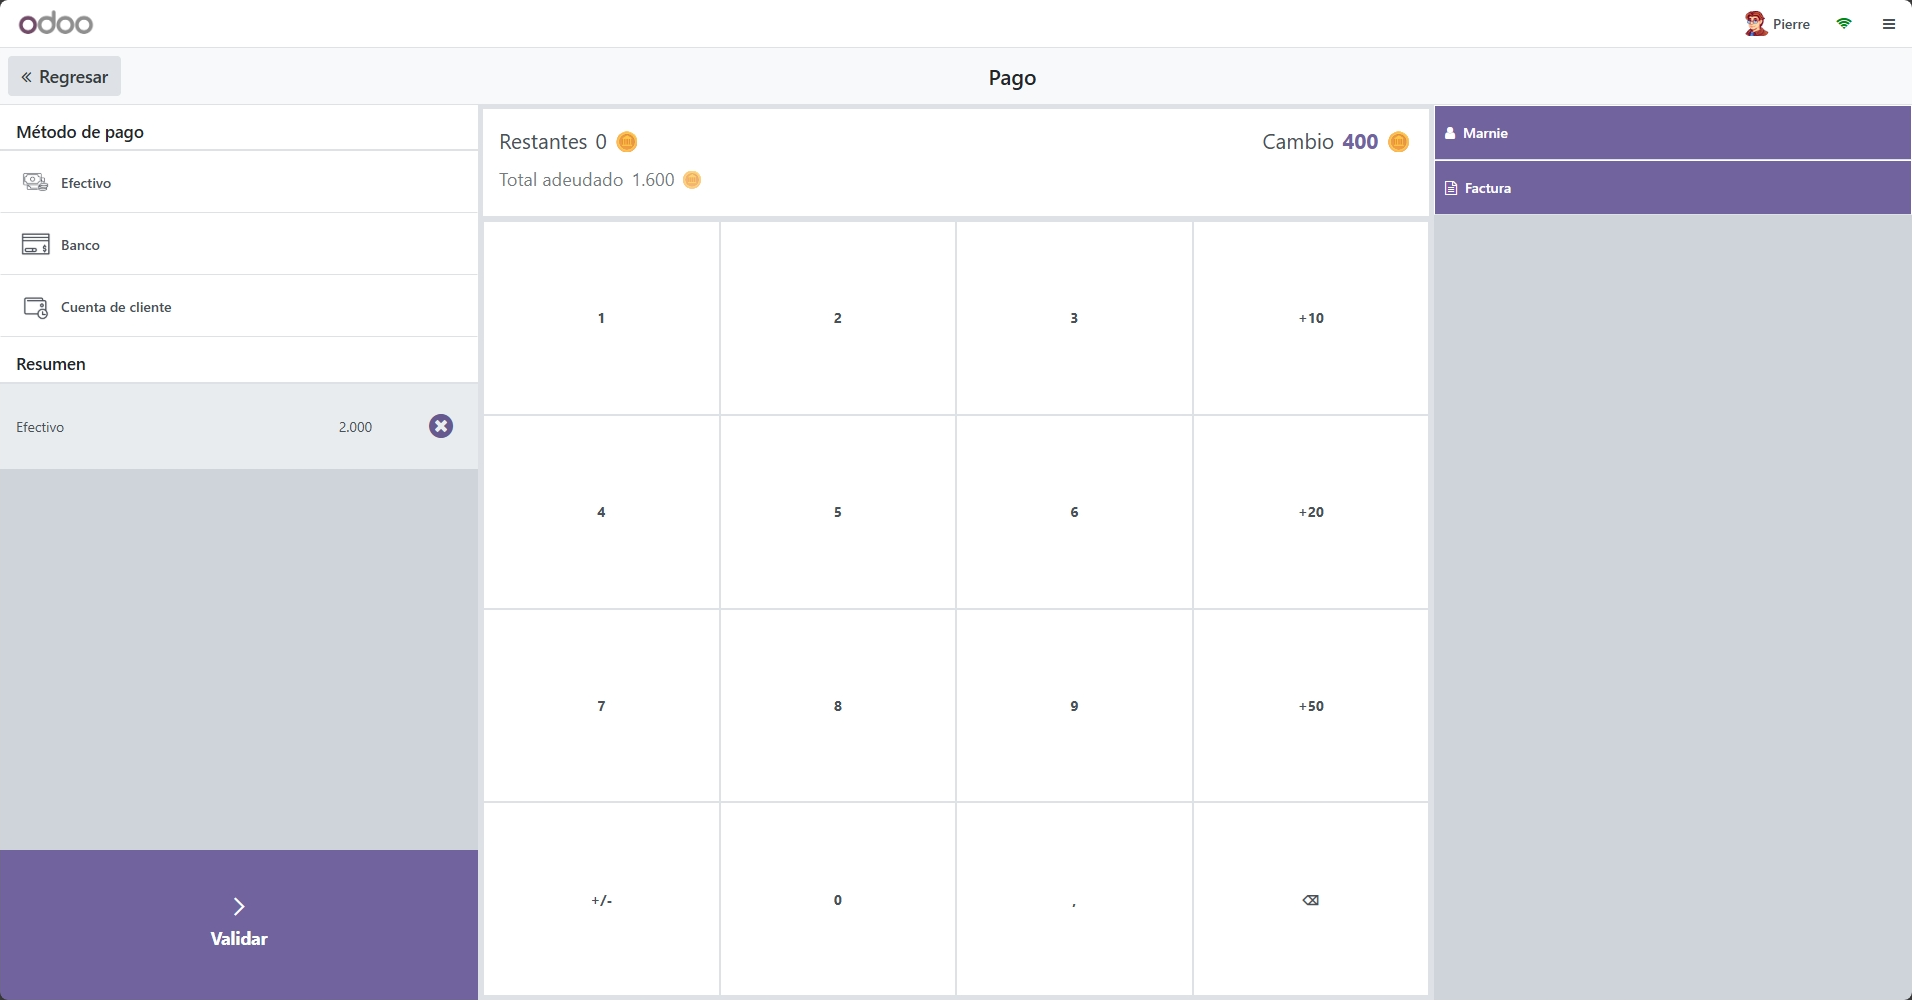 odoo
Pierre
« Regresar
Pago
Método de pago
Efectivo
Banco
Cuenta de cliente
Resumen
Efectivo 2.000
Validar
Restantes 0
Cambio 400
Total adeudado 1.600
1 2 3 +10
4 5 6 +20
7 8 9 +50
+/- 0 , ⌫
Marnie
Factura